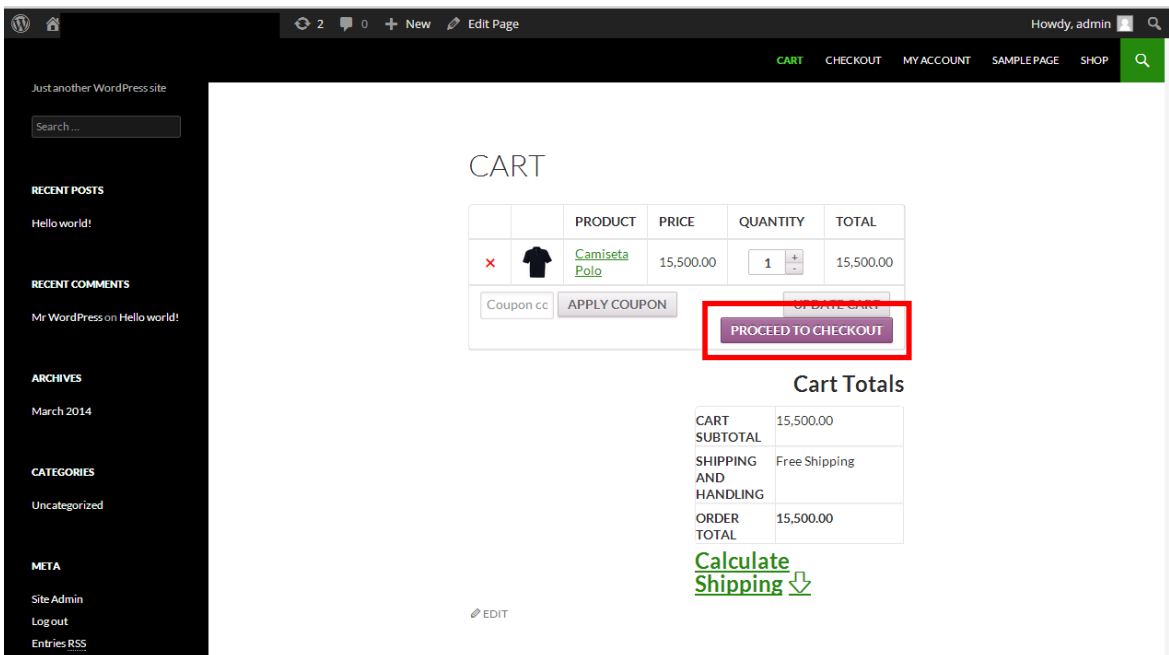 2 0 New Edit Page Howdy, admin
CART CHECKOUT MY ACCOUNT SAMPLE PAGE SHOP
Just another WordPress site
Search ...
RECENT POSTS
Hello world!
RECENT COMMENTS
Mr WordPress on Hello world!
ARCHIVES
March 2014
CATEGORIES
Uncategorized
META
Site Admin
Log out
Entries RSS
CART
PRODUCT PRICE QUANTITY TOTAL
× Camiseta
Polo
15,500.00 1 + - 15,500.00
Coupon cc APPLY COUPON UPDATE CART
PROCEED TO CHECKOUT
Cart Totals
CART
SUBTOTAL
15,500.00
SHIPPING
AND
HANDLING
Free Shipping
ORDER
TOTAL
15,500.00
Calculate
Shipping
EDIT